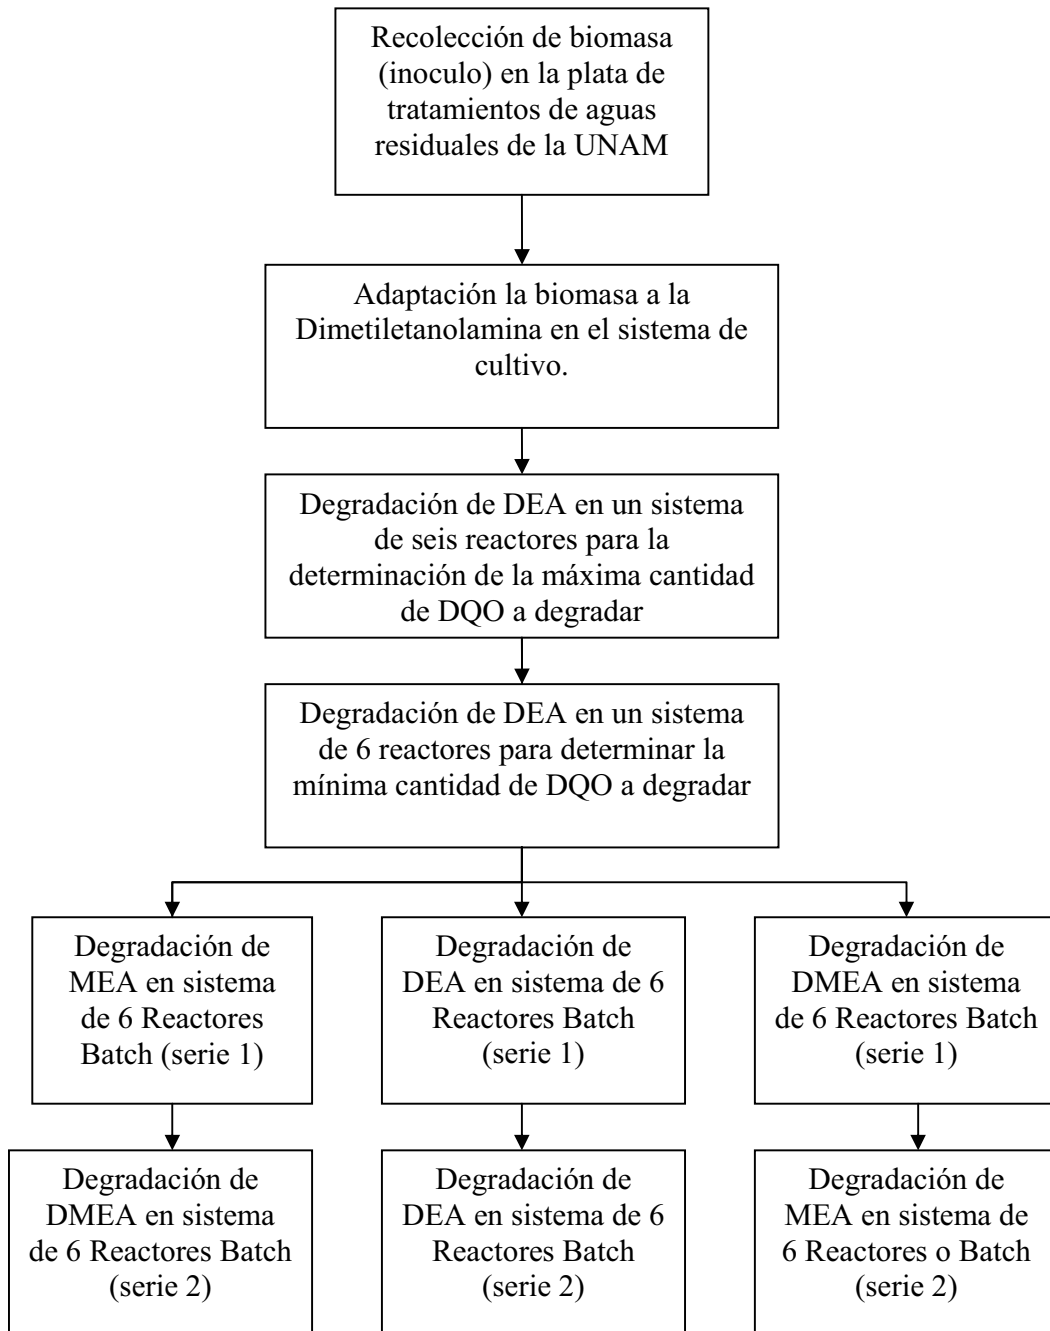 Recolección de biomasa
(inoculo) en la plata de
tratamientos de aguas
residuales de la UNAM
Adaptación la biomasa a la
Dimetiletanolamina en el sistema de
cultivo.
Degradación de DEA en un sistema
de seis reactores para la
determinación de la máxima cantidad
de DQO a degradar
Degradación de DEA en un sistema
de 6 reactores para determinar la
mínima cantidad de DQO a degradar
Degradación de
MEA en sistema
de 6 Reactores
Batch (serie 1)
Degradación de
DEA en sistema de 6
Reactores Batch
(serie 1)
Degradación de
DMEA en sistema
de 6 Reactores Batch
(serie 1)
Degradación de
DMEA en sistema
de 6 Reactores Batch
(serie 2)
Degradación de
DEA en sistema de 6
Reactores Batch
(serie 2)
Degradación de
MEA en sistema de
6 Reactores o Batch
(serie 2)